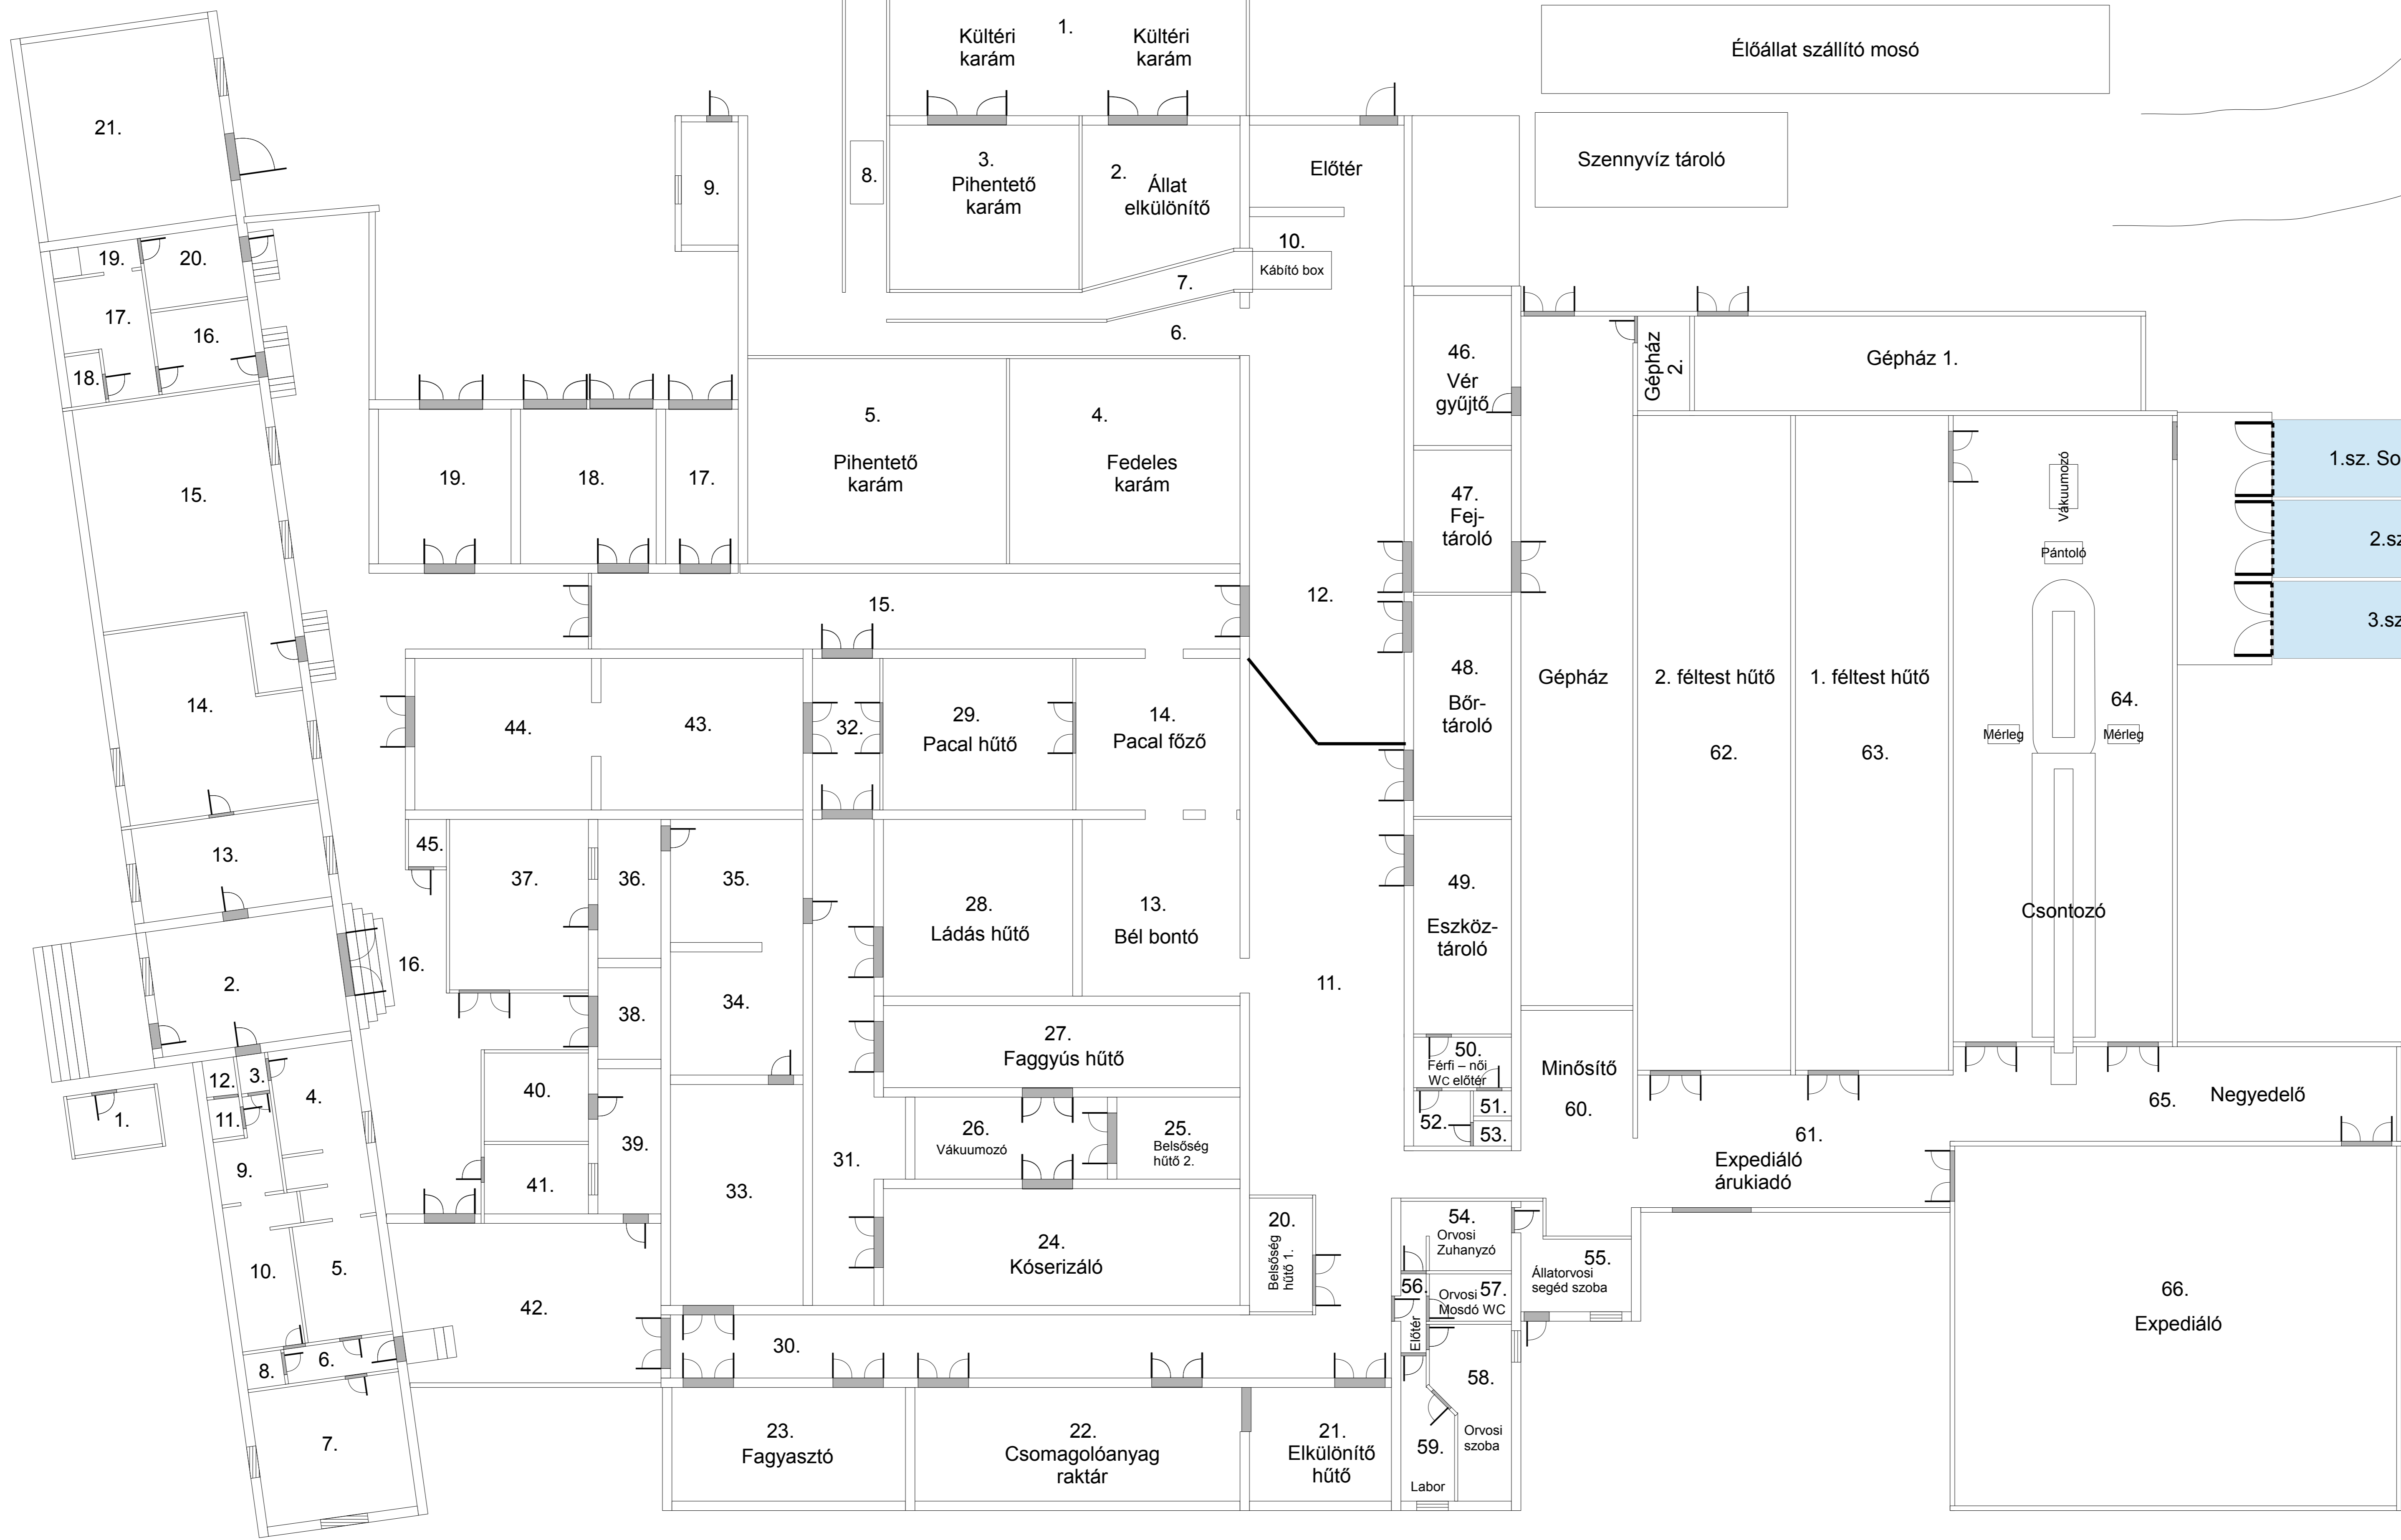 1.
Kültéri
karám
Kültéri
karám
Élőállat szállító mosó
21.
9.
8.
3.
Pihentető
karám
2.
Állat
elkülönítő
Előtér
Szennyvíz tároló
10.
Kábító box
7.
6.
19.
20.
17.
16.
18.
15.
19.
18.
17.
5.
Pihentető
karám
4.
Fedeles
karám
46.
Vér
gyűjtő
47.
Fej-
tároló
Gépház
2.
Gépház 1.
Vákuumozó
Pántoló
1.sz. So
2.sz
3.sz
15.
12.
14.
44.
43.
32.
29.
Pacal hűtő
14.
Pacal főző
48.
Bőr-
tároló
Gépház
2. féltest hűtő
62.
1. féltest hűtő
63.
64.
Mérleg
Mérleg
Csontozó
13.
45.
37.
36.
35.
28.
Ládás hűtő
13.
Bél bontó
49.
Eszköz-
tároló
2.
16.
38.
34.
11.
27.
Faggyús hűtő
50.
Férfi – női
WC előtér
51.
52.
53.
Minősítő
60.
65.
Negyedelő
61.
Expediáló
árukiadó
1.
12.
3.
4.
11.
9.
10.
5.
40.
39.
41.
33.
31.
26.
Vákuumozó
25.
Belsőség
hűtő 2.
24.
Kóserizáló
20.
Belsőség
hűtő 1.
54.
Orvosi
Zuhanyzó
55.
Állatorvosi
segéd szoba
56.
57.
Orvosi
Mosdó WC
Előtér
66.
Expediáló
42.
30.
8.
6.
7.
23.
Fagyasztó
22.
Csomagolóanyag
raktár
21.
Elkülönítő
hűtő
58.
Orvosi
szoba
59.
Labor